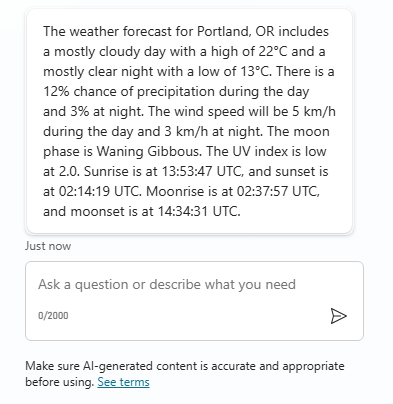 The weather forecast for Portland, OR includes
a mostly cloudy day with a high of 22°C and a
mostly clear night with a low of 13°C. There is a
12% chance of precipitation during the day
and 3% at night. The wind speed will be 5 km/h
during the day and 3 km/h at night. The moon
phase is Waning Gibbous. The UV index is low
at 2.0. Sunrise is at 13:53:47 UTC, and sunset is
at 02:14:19 UTC. Moonrise is at 02:37:57 UTC,
and moonset is at 14:34:31 UTC.
Just now
Ask a question or describe what you need
0/2000
Make sure AI-generated content is accurate and appropriate
before using. See terms